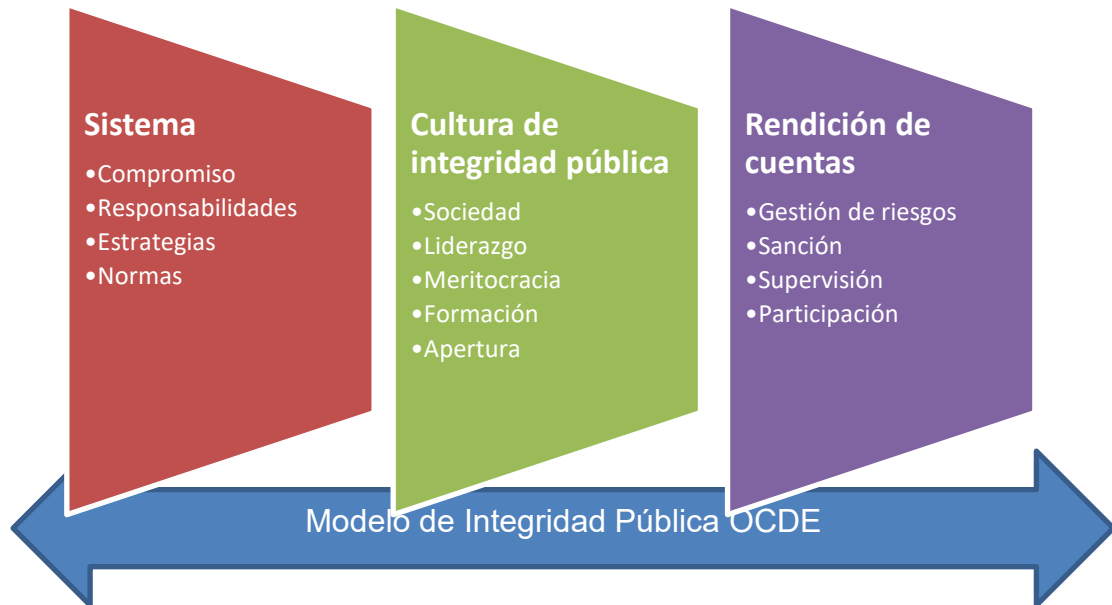 Sistema
•Compromiso
•Responsabilidades
•Estrategias
•Normas
Cultura de
integridad pública
•Sociedad
•Liderazgo
•Meritocracia
•Formación
•Apertura
Rendición de
cuentas
•Gestión de riesgos
•Sanción
•Supervisión
•Participación
Modelo de Integridad Pública OCDE